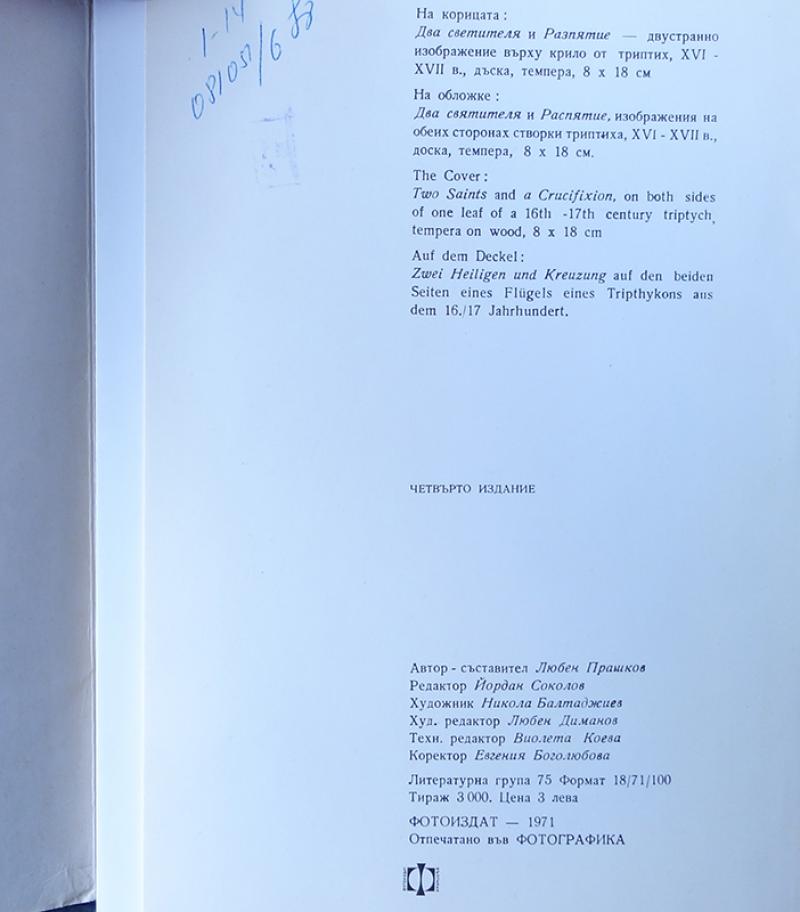 1-14
081051/6 88
На корицата :
Два светителя и Разпятие — двустранно
изображение върху крило от триптих, XVI -
XVII в., дъска, темпера, 8 x 18 см
На обложке :
Два святителя и Распятие, изображения на
обеих сторонах створки триптиха, XVI - XVII в.,
доска, темпера, 8 x 18 см.
The Cover :
Two Saints and a Crucifixion, on both sides
of one leaf of a 16th -17th century triptych,
tempera on wood, 8 x 18 cm
Auf dem Deckel :
Zwei Heiligen und Kreuzung auf den beiden
Seiten eines Flügels eines Tripthykons aus
dem 16./17 Jahrhundert.
ЧЕТВЪРТО ИЗДАНИЕ
Автор - съставител Любен Прашков
Редактор Йордан Соколов
Художник Никола Балтаджиев
Худ. редактор Любен Диманов
Техн. редактор Виолета Коева
Коректор Евгения Боголюбова
Литературна група 75 Формат 18/71/100
Тираж 3 000. Цена 3 лева
ФОТОИЗДАТ — 1971
Отпечатано във ФОТОГРАФИКА